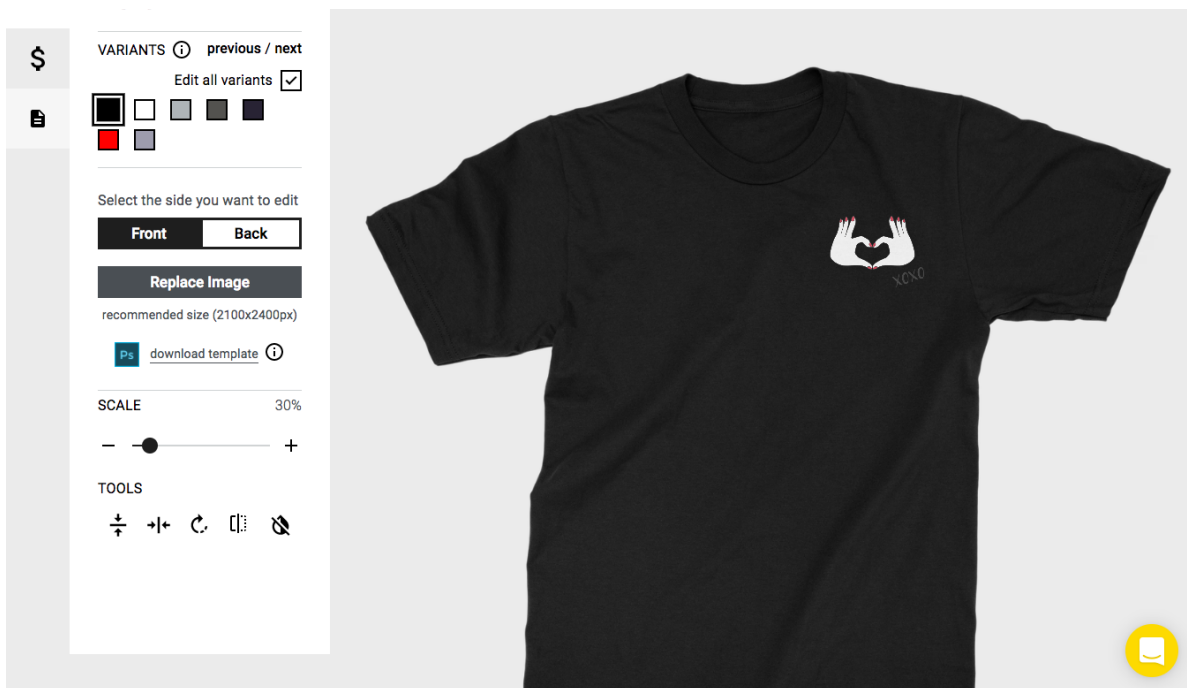 $
VARIANTS i previous / next
Edit all variants
Select the side you want to edit
Front Back
Replace Image
recommended size (2100x2400px)
Ps download template i
SCALE 30%
TOOLS
XOXO